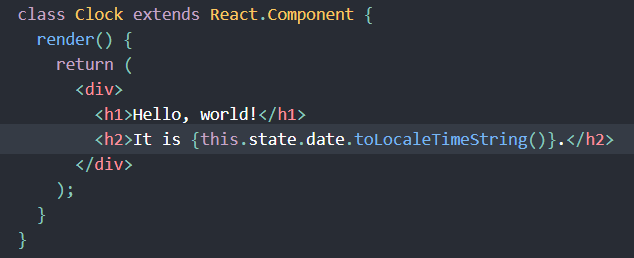 class Clock extends React.Component {
  render() {
    return (
      <div>
        <h1>Hello, world!</h1>
        <h2>It is {this.state.date.toLocaleTimeString()}.</h2>
      </div>
    );
  }
}